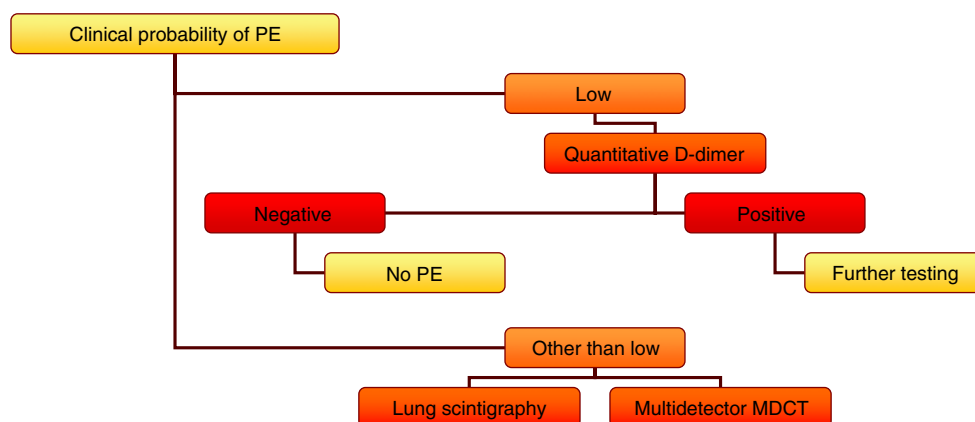 Clinical probability of PE
Low
Quantitative D-dimer
Negative
Positive
No PE
Further testing
Other than low
Lung scintigraphy
Multidetector MDCT